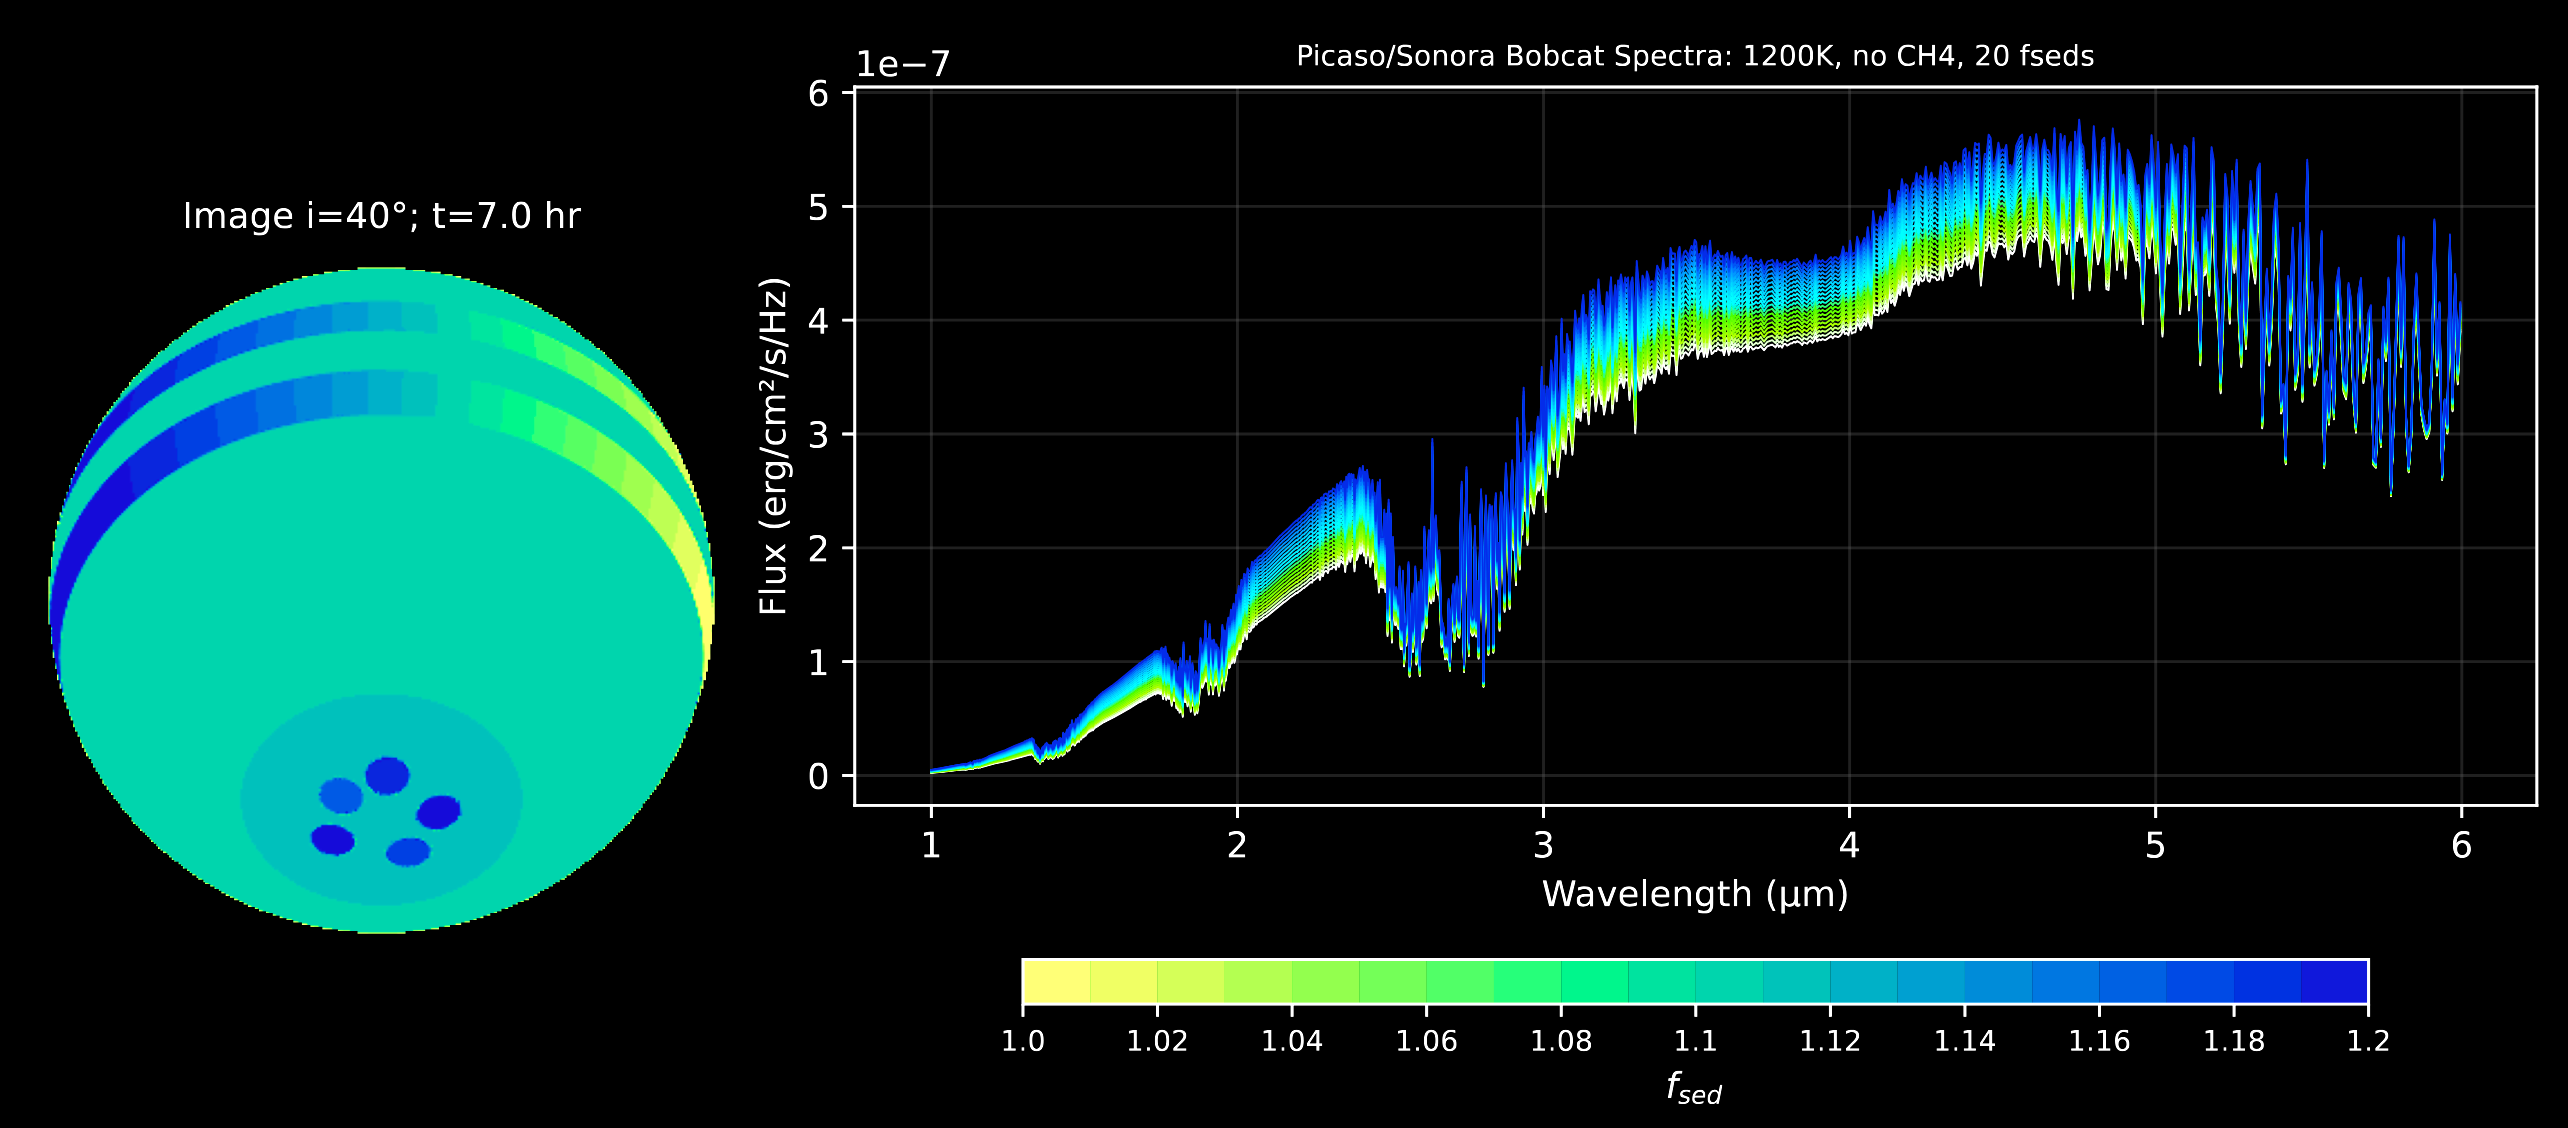 Image i=40°; t=7.0 hr
Picaso/Sonora Bobcat Spectra: 1200K, no CH4, 20 fseds
1e−7
6
5
4
3
2
1
0
Flux (erg/cm²/s/Hz)
1 2 3 4 5 6
Wavelength (μm)
1.0 1.02 1.04 1.06 1.08 1.1 1.12 1.14 1.16 1.18 1.2
fsed